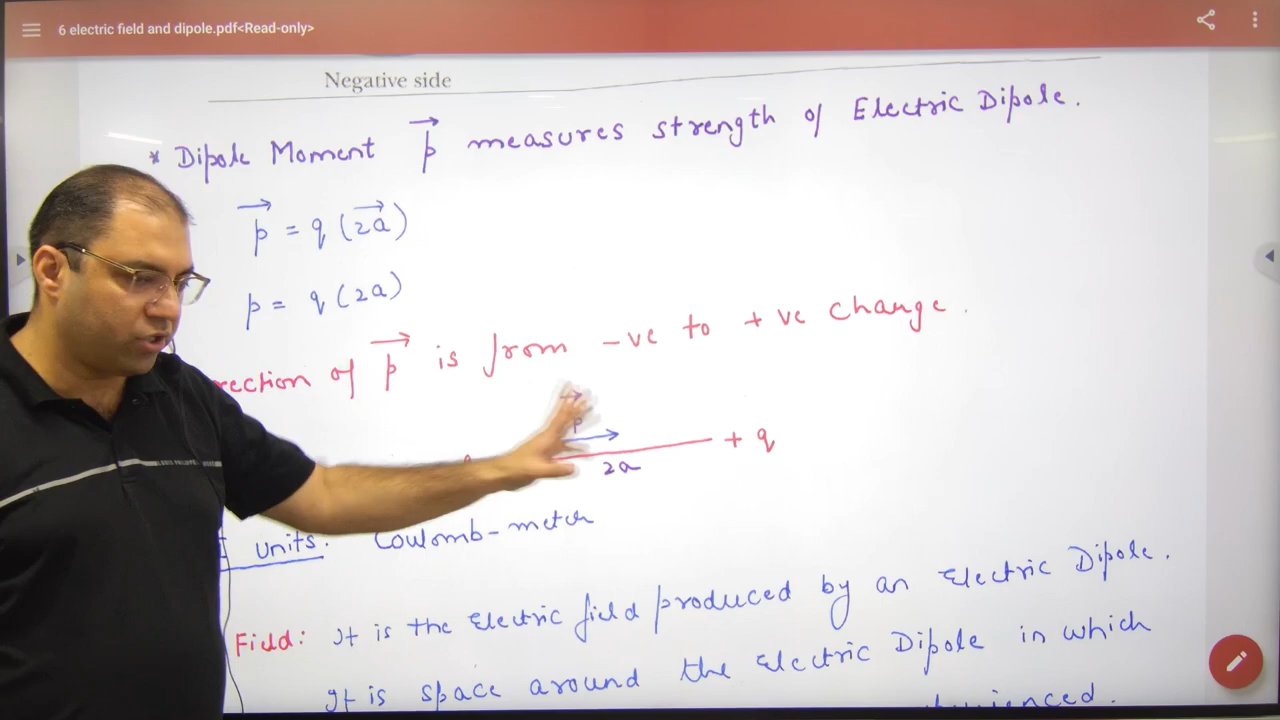 6 electric field and dipole.pdf<Read-only>
Negative side
* Dipole Moment p measures strength of Electric Dipole.
p = q (2a)
p = q (2a)
rection of p is from -ve to + ve change.
p
+ q
2a
units: Coulomb-meter
Field: It is the Electric field produced by an Electric Dipole.
It is space around the Electric Dipole in which